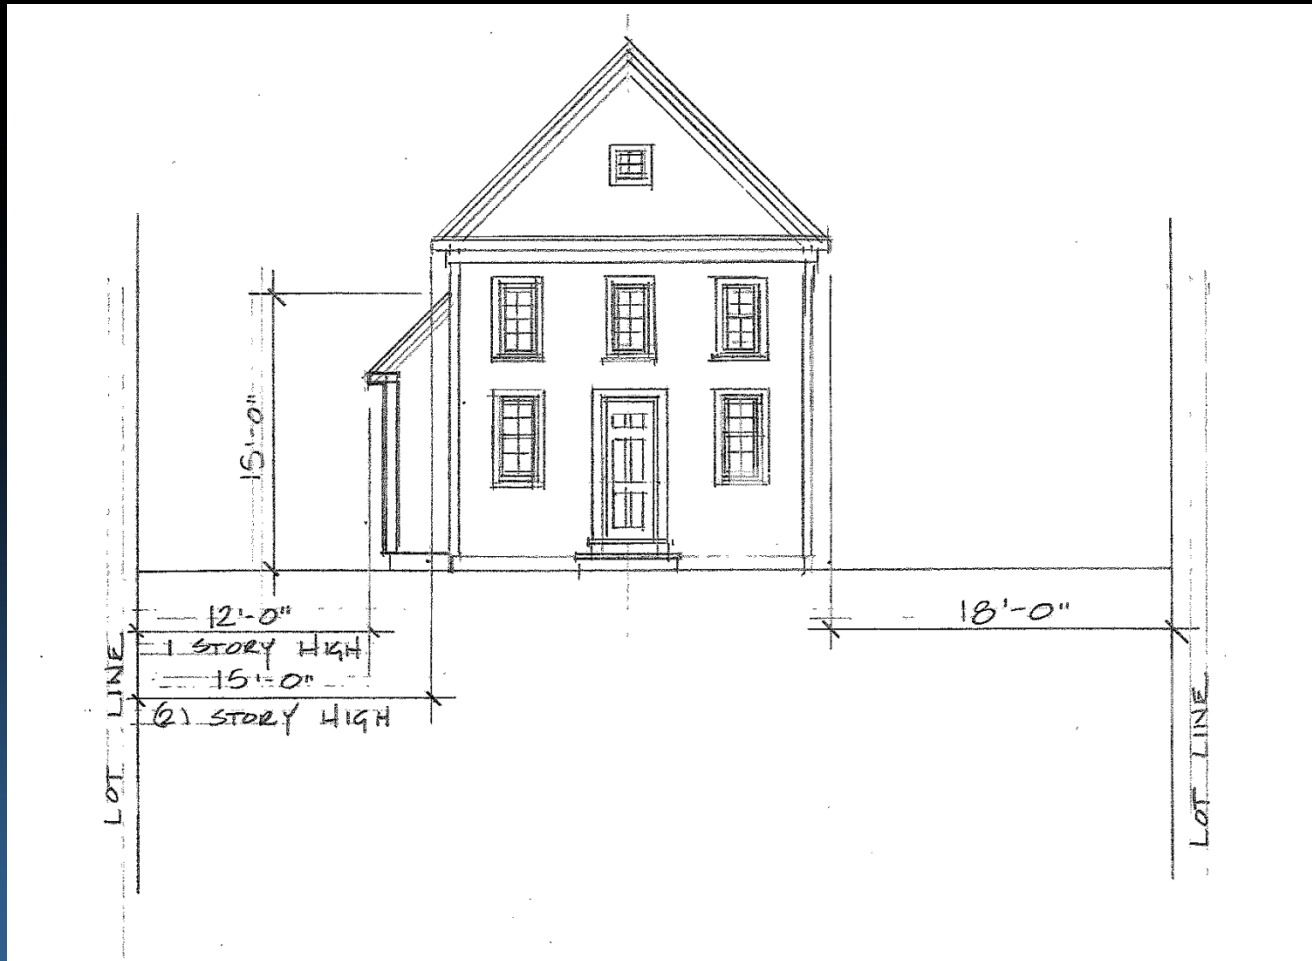 15'-0"
12'-0"
1 STORY HIGH
15'-0"
(2) STORY HIGH
LOT LINE
18'-0"
LOT LINE